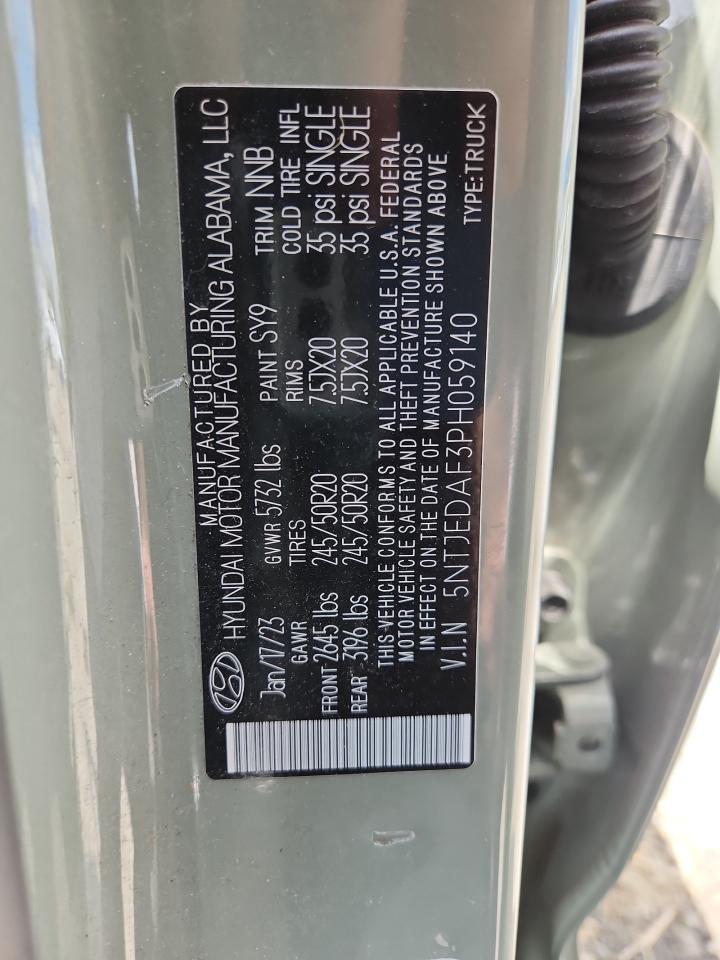 MANUFACTURED BY
HYUNDAI MOTOR MANUFACTURING ALABAMA, LLC
Jan/17/23 GVWR 5732 lbs PAINT SY9 TRIM NNB
GAWR TIRES RIMS COLD TIRE INFL
FRONT 2645 lbs 245/50R20 7.5JX20 35 psi SINGLE
REAR 3196 lbs 245/50R20 7.5JX20 35 psi SINGLE
THIS VEHICLE CONFORMS TO ALL APPLICABLE U.S.A. FEDERAL
MOTOR VEHICLE SAFETY AND THEFT PREVENTION STANDARDS
IN EFFECT ON THE DATE OF MANUFACTURE SHOWN ABOVE
V.I.N 5NTJEDAF3PH059140 TYPE:TRUCK